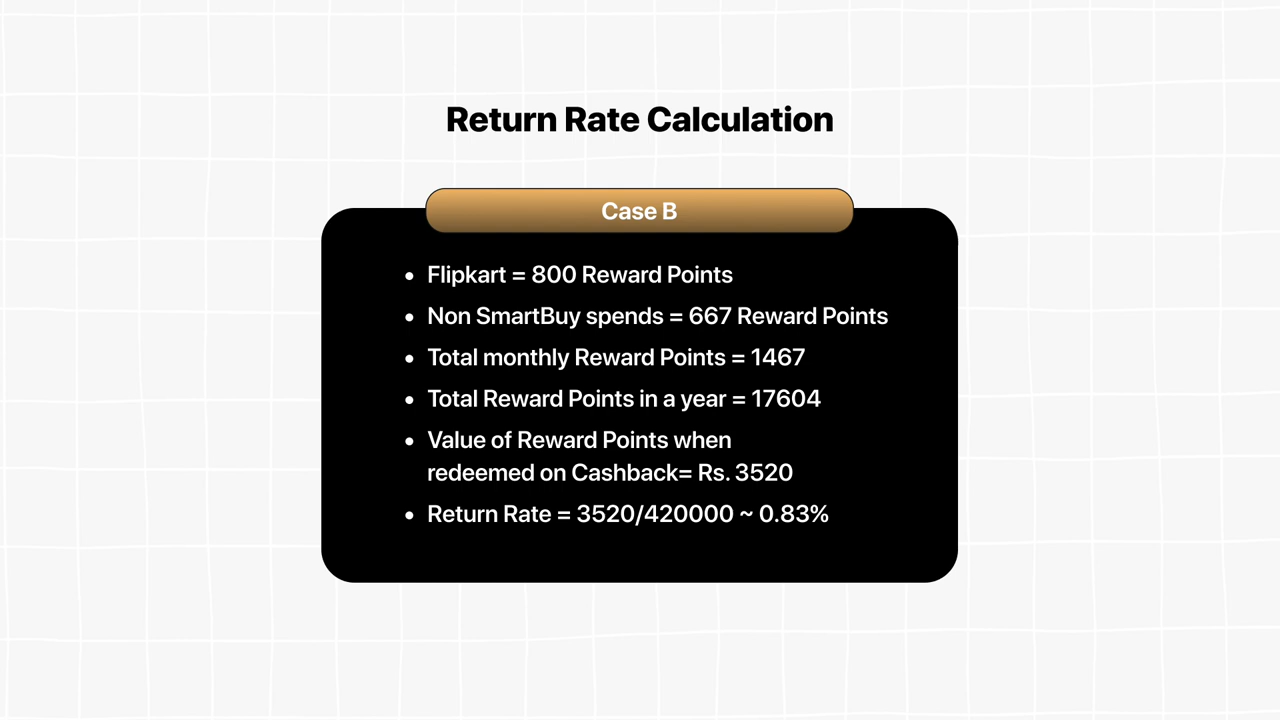 Return Rate Calculation
Case B
• Flipkart = 800 Reward Points
• Non SmartBuy spends = 667 Reward Points
• Total monthly Reward Points = 1467
• Total Reward Points in a year = 17604
• Value of Reward Points when
redeemed on Cashback= Rs. 3520
• Return Rate = 3520/420000 ~ 0.83%